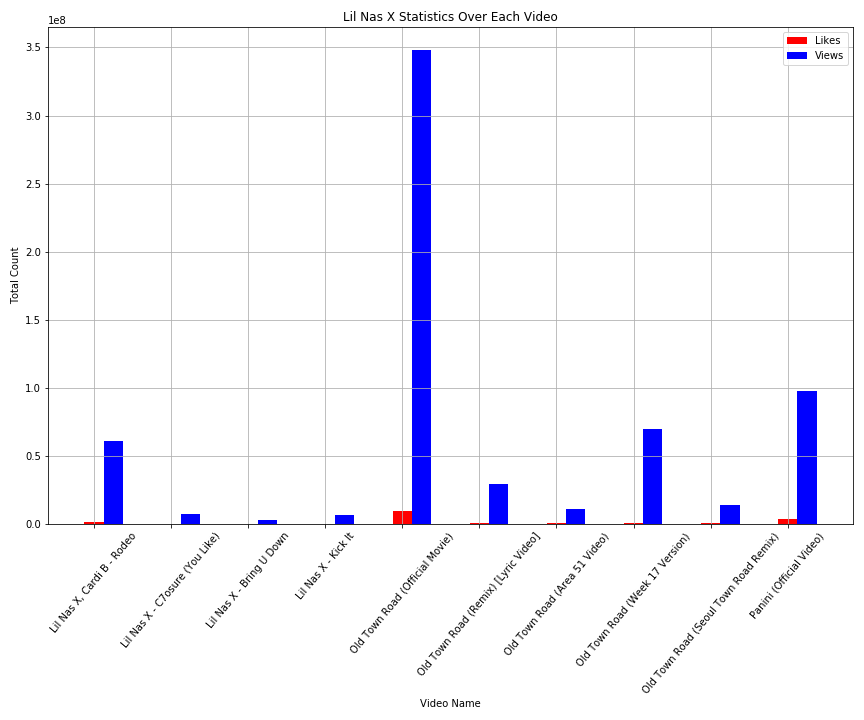 Lil Nas X Statistics Over Each Video
1e8
Likes
Views
3.5
3.0
2.5
2.0
1.5
1.0
0.5
0.0
Total Count
Lil Nas X, Cardi B - Rodeo
Lil Nas X - C7osure (You Like)
Lil Nas X - Bring U Down
Lil Nas X - Kick It
Old Town Road (Official Movie)
Old Town Road (Remix) [Lyric Video]
Old Town Road (Area 51 Video)
Old Town Road (Week 17 Version)
Old Town Road (Seoul Town Road Remix)
Panini (Official Video)
Video Name